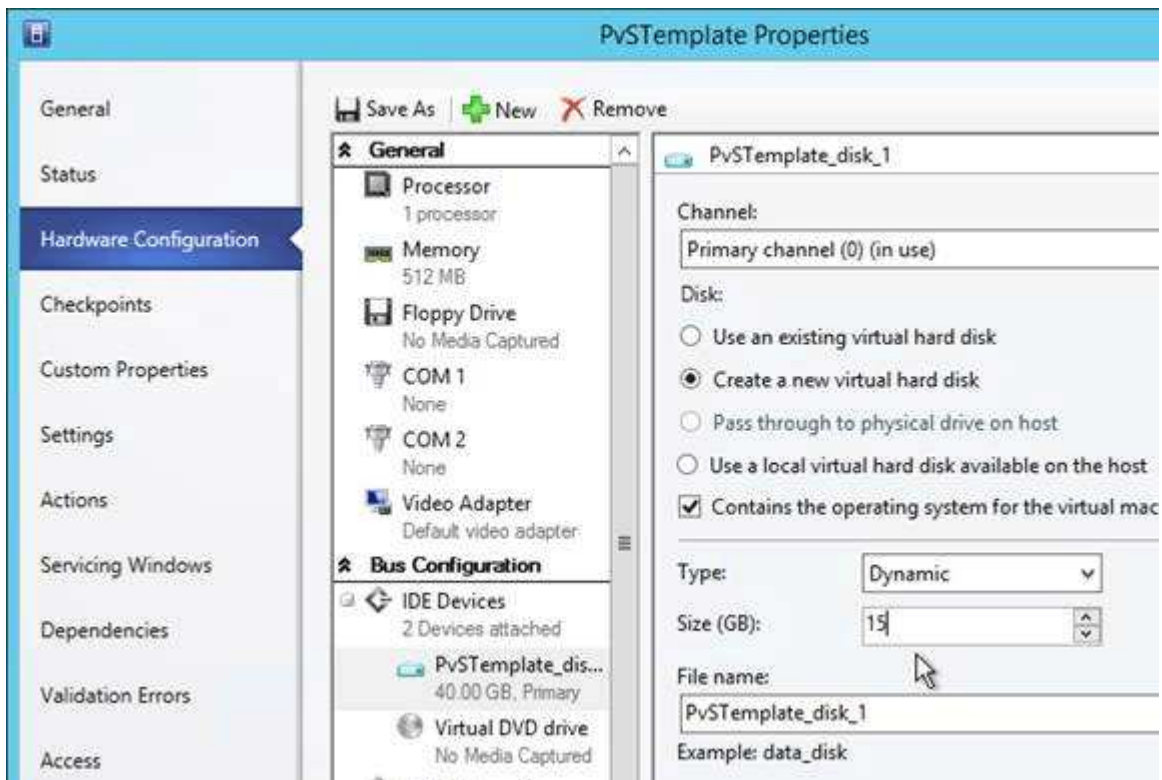 PvSTemplate Properties
General
Status
Hardware Configuration
Checkpoints
Custom Properties
Settings
Actions
Servicing Windows
Dependencies
Validation Errors
Access
Save As New Remove
General
Processor
1 processor
Memory
512 MB
Floppy Drive
No Media Captured
COM 1
None
COM 2
None
Video Adapter
Default video adapter
Bus Configuration
IDE Devices
2 Devices attached
PvSTemplate_dis...
40.00 GB, Primary
Virtual DVD drive
No Media Captured
PvSTemplate_disk_1
Channel:
Primary channel (0) (in use)
Disk:
Use an existing virtual hard disk
Create a new virtual hard disk
Pass through to physical drive on host
Use a local virtual hard disk available on the host
Contains the operating system for the virtual mac
Type: Dynamic
Size (GB): 15
File name:
PvSTemplate_disk_1
Example: data_disk